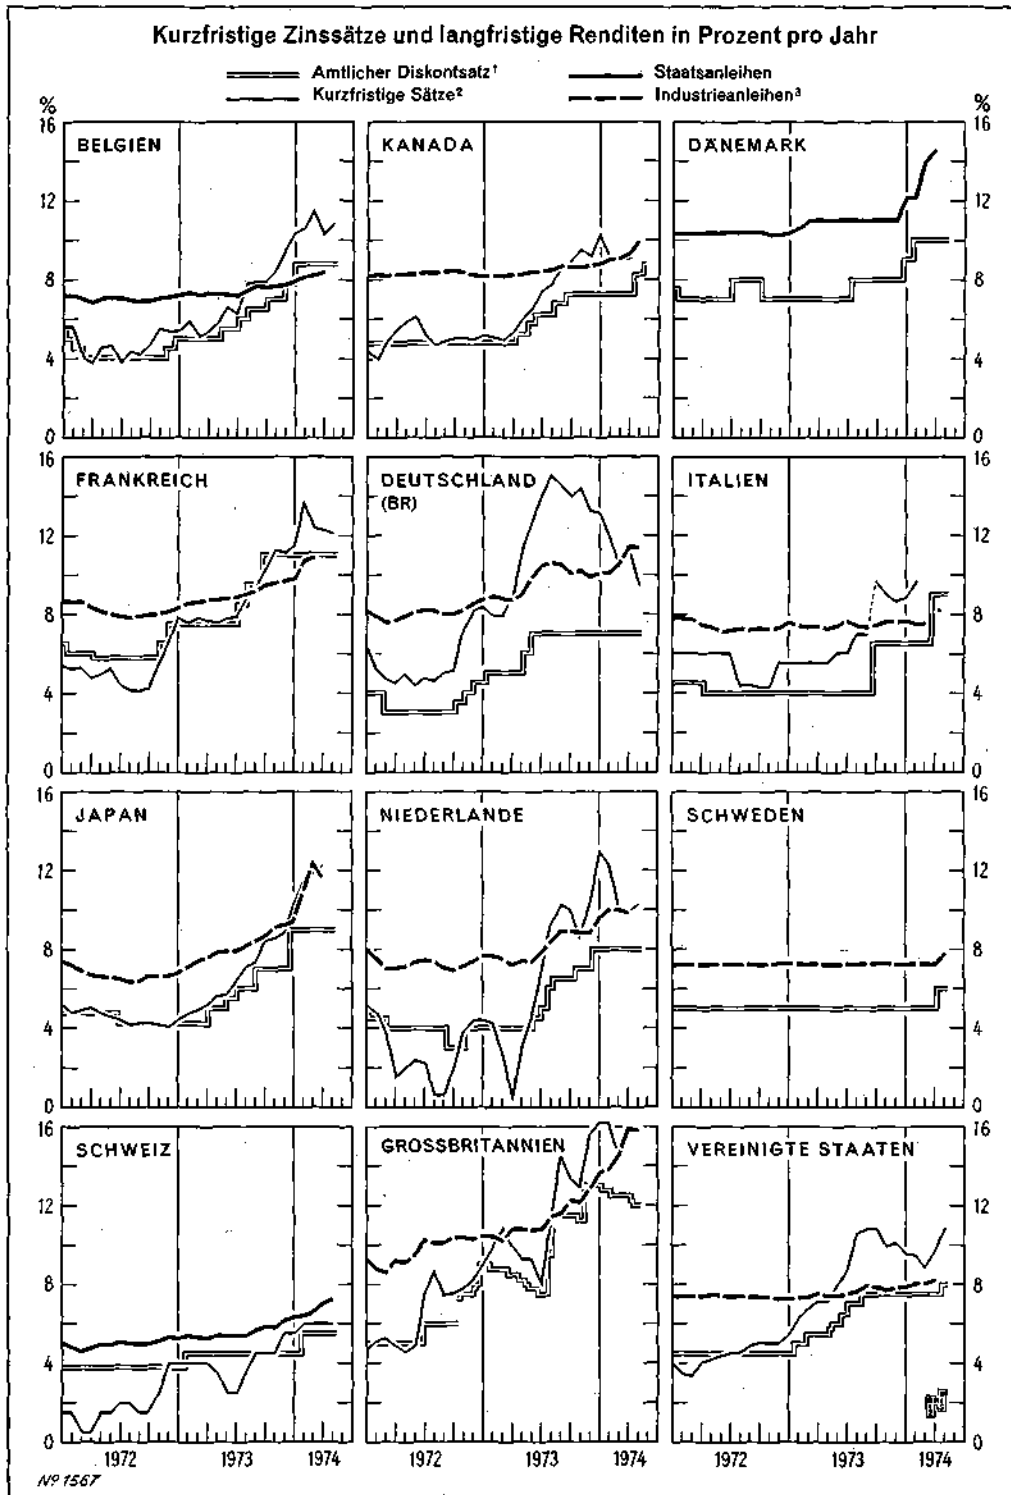 Kurzfristige Zinssätze und langfristige Renditen in Prozent pro Jahr
Amtlicher Diskontsatz¹ Staatsanleihen
Kurzfristige Sätze² Industrieanleihen³
% %
16 BELGIEN KANADA DÄNEMARK 16
12 12
8 8
4 4
0 0
16 FRANKREICH DEUTSCHLAND (BR) ITALIEN 16
12 12
8 8
4 4
0 0
16 JAPAN NIEDERLANDE SCHWEDEN 16
12 12
8 8
4 4
0 0
16 SCHWEIZ GROSSBRITANNIEN VEREINIGTE STAATEN 16
12 12
8 8
4 4
0 0
1972 1973 1974 1972 1973 1974 1972 1973 1974
Nº 1567